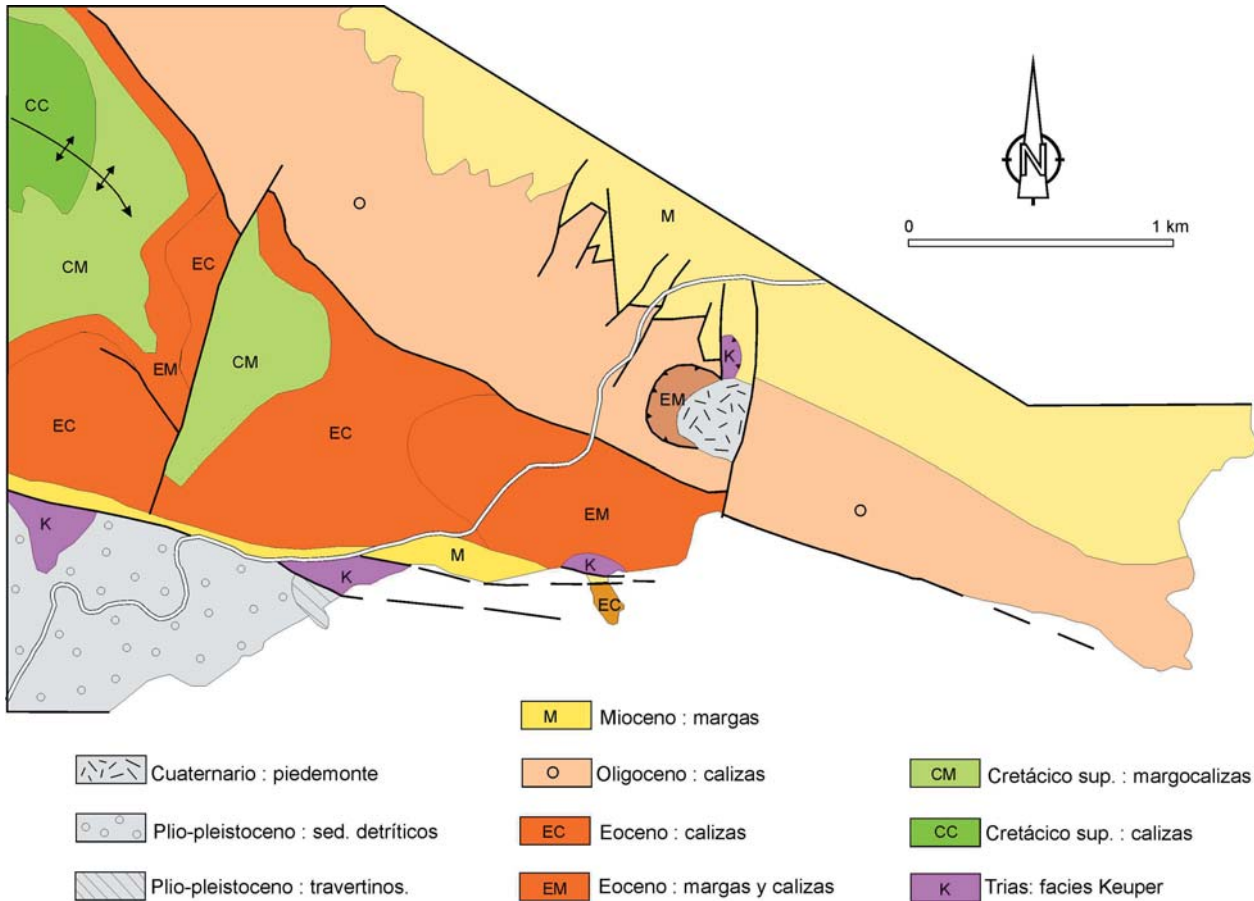 CC
N
O
M
0 1 km
EC
CM
CM
K
EM
EM
EC
EC
O
K
EM
M
K
K
EC
M Mioceno : margas
Cuaternario : piedemonte
O Oligoceno : calizas
CM Cretácico sup. : margocalizas
Plio-pleistoceno : sed. detríticos
EC Eoceno : calizas
CC Cretácico sup. : calizas
Plio-pleistoceno : travertinos.
EM Eoceno : margas y calizas
K Trias: facies Keuper